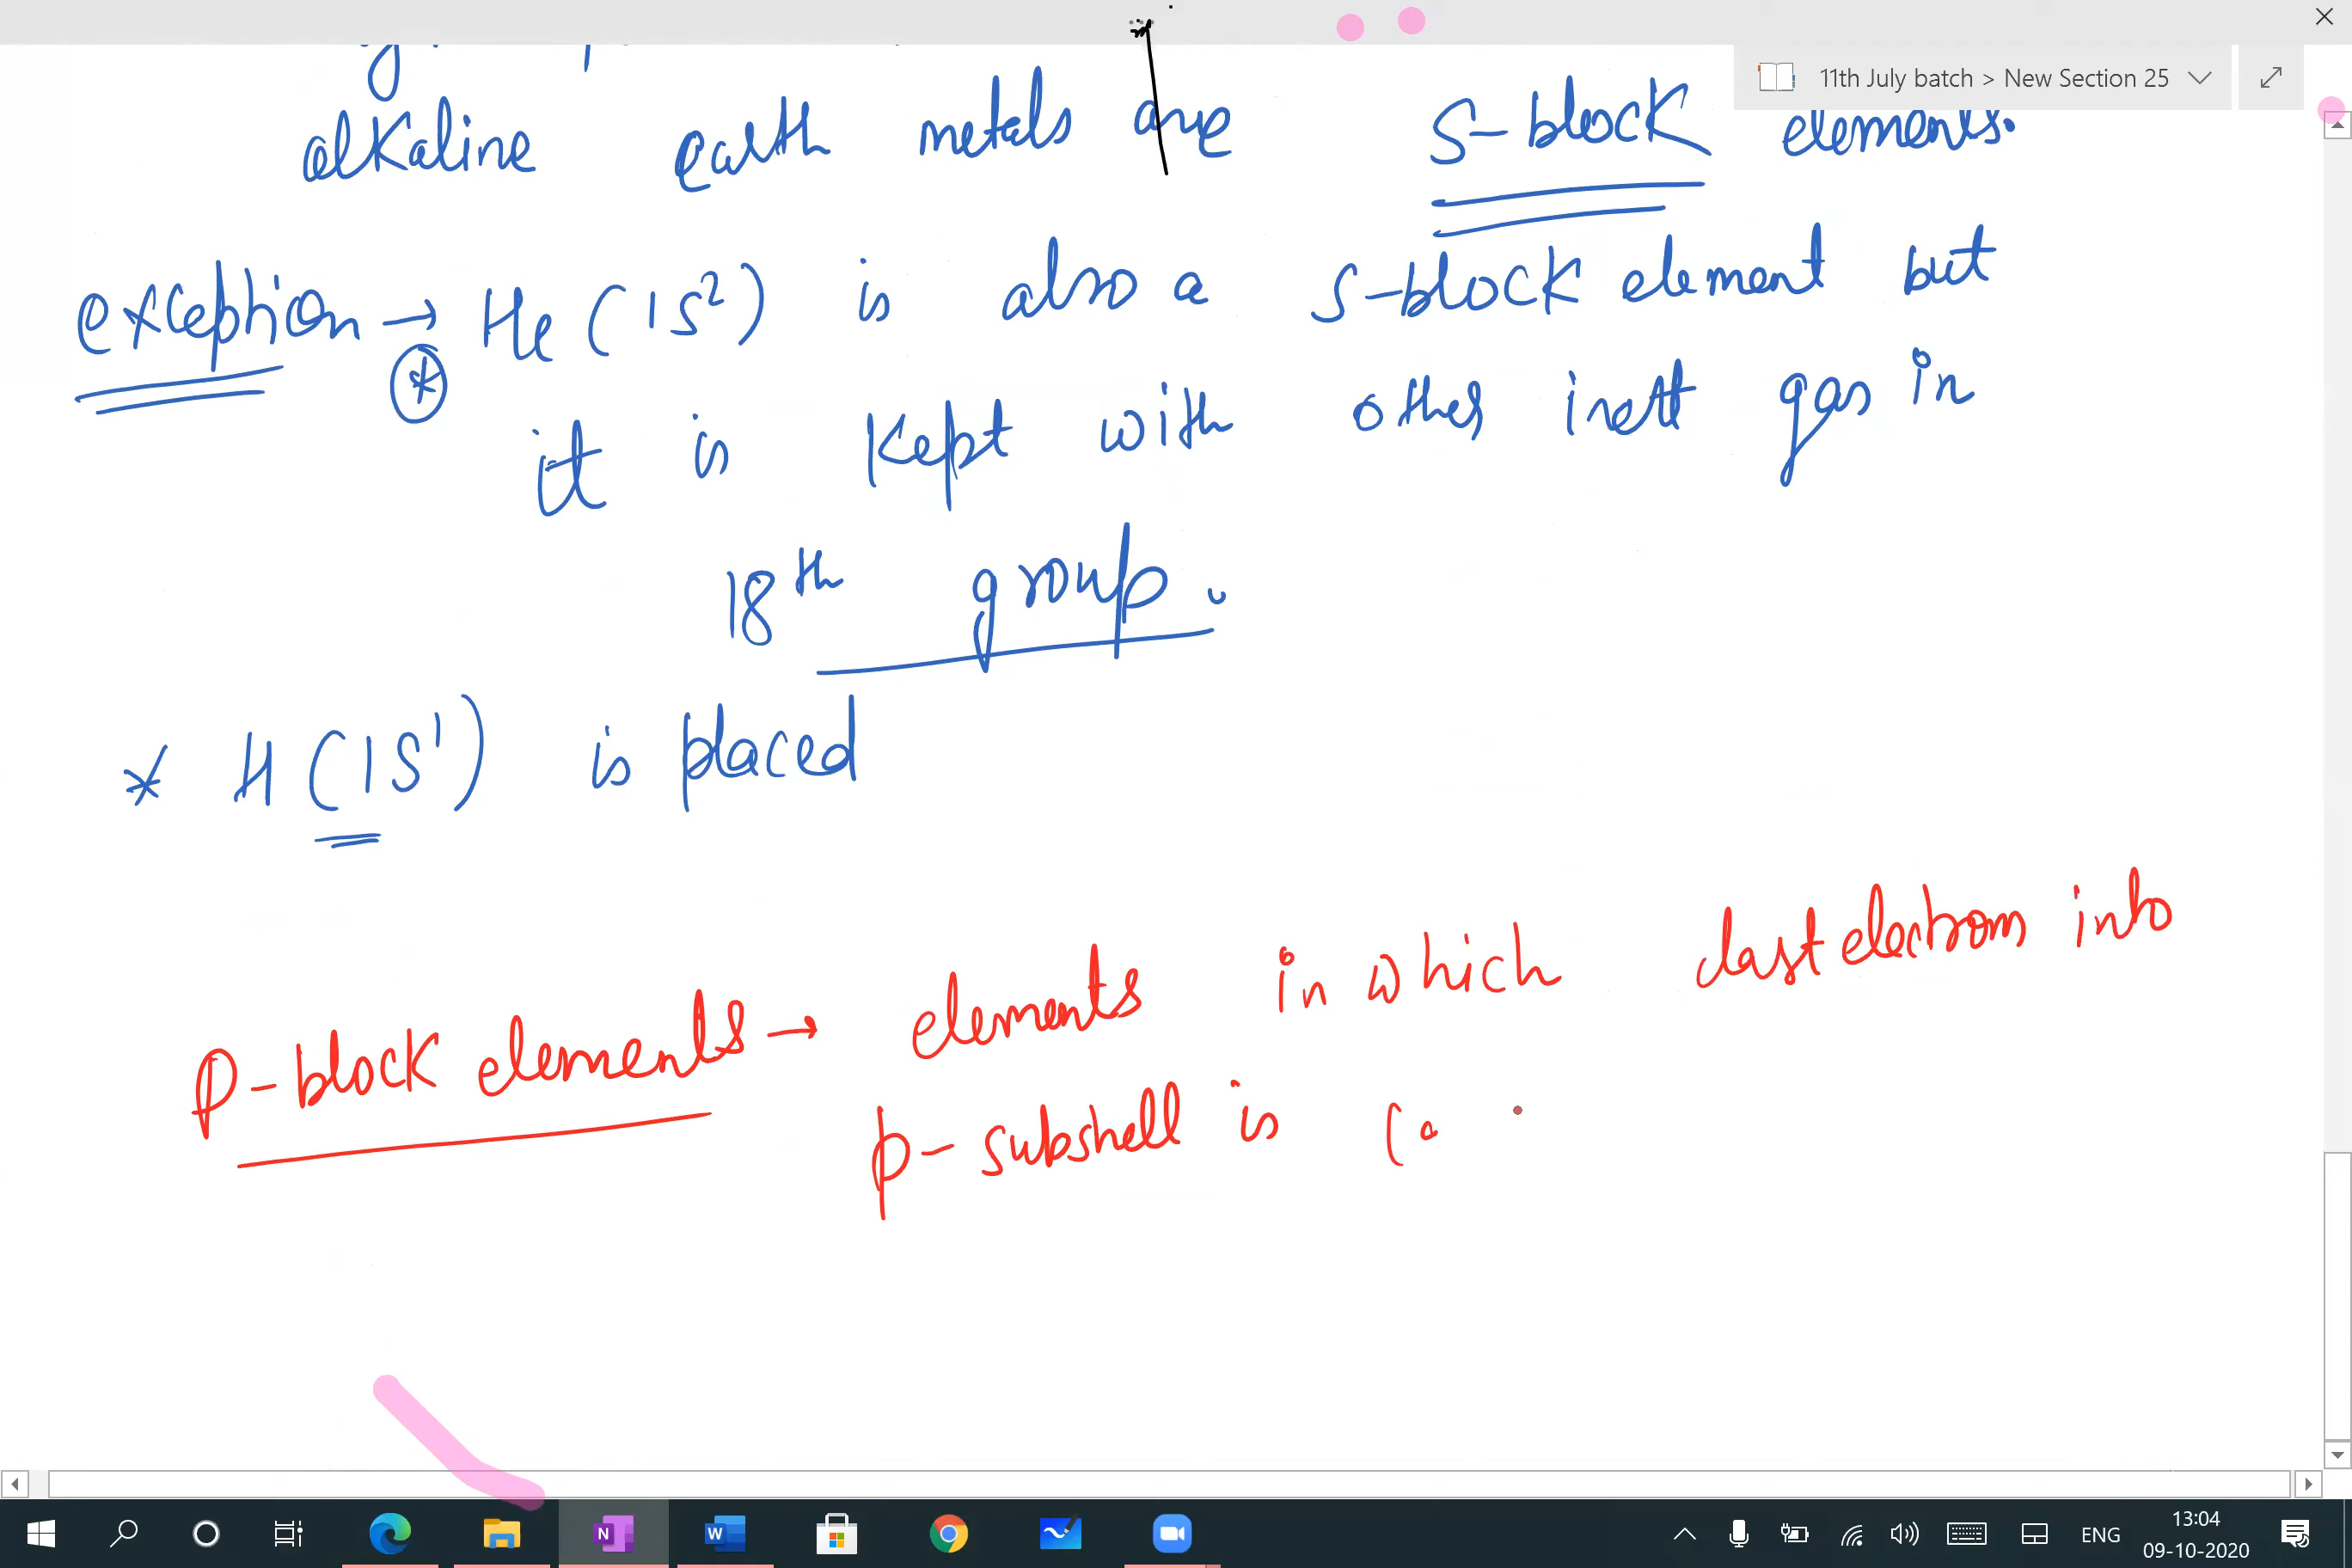 11th July batch > New Section 25
alkaline earth metals are s-block elements.
exception → He (1s²) is also a s-block element but
it is kept with other inert gas in
18th group.
* H (1s¹) is placed
p-block elements → elements in which last electrom into
p-subshell is (a
N
W
ENG
13:04
09-10-2020